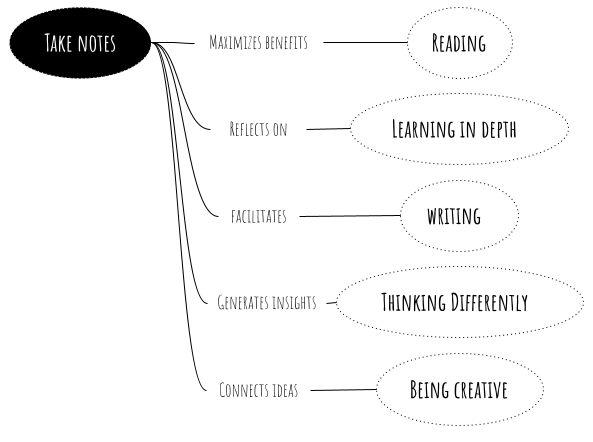 Take notes Maximizes benefits Reading
Reflects on Learning in depth
facilitates writing
Generates insights Thinking Differently
Connects ideas Being creative